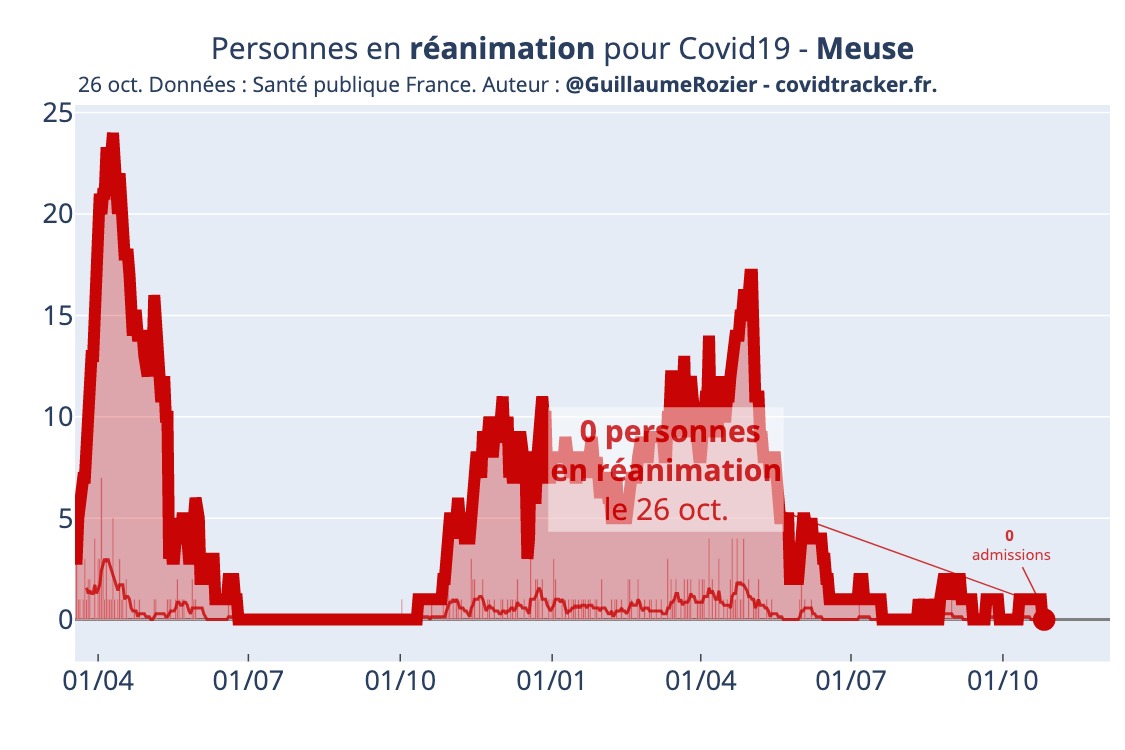 Personnes en réanimation pour Covid19 - Meuse
26 oct. Données : Santé publique France. Auteur : @GuillaumeRozier - covidtracker.fr.
25
20
15
10
5
0
0 personnes
en réanimation
le 26 oct.
0
admissions
01/04
01/07
01/10
01/01
01/04
01/07
01/10